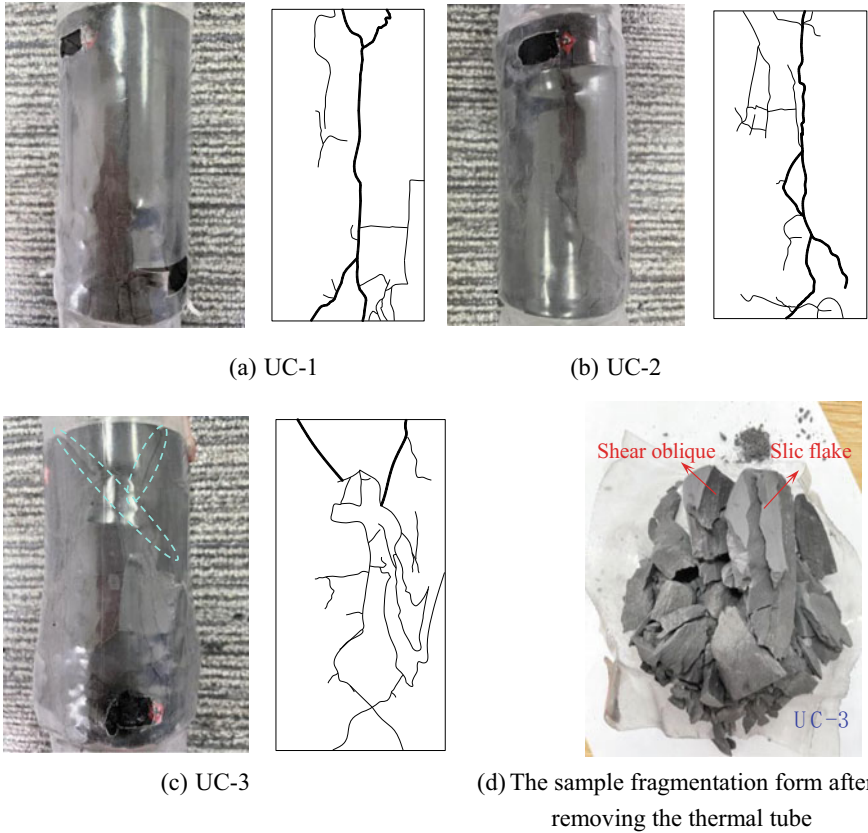 (a) UC-1
(b) UC-2
Shear oblique
Slic flake
UC-3
(c) UC-3
(d) The sample fragmentation form after
removing the thermal tube